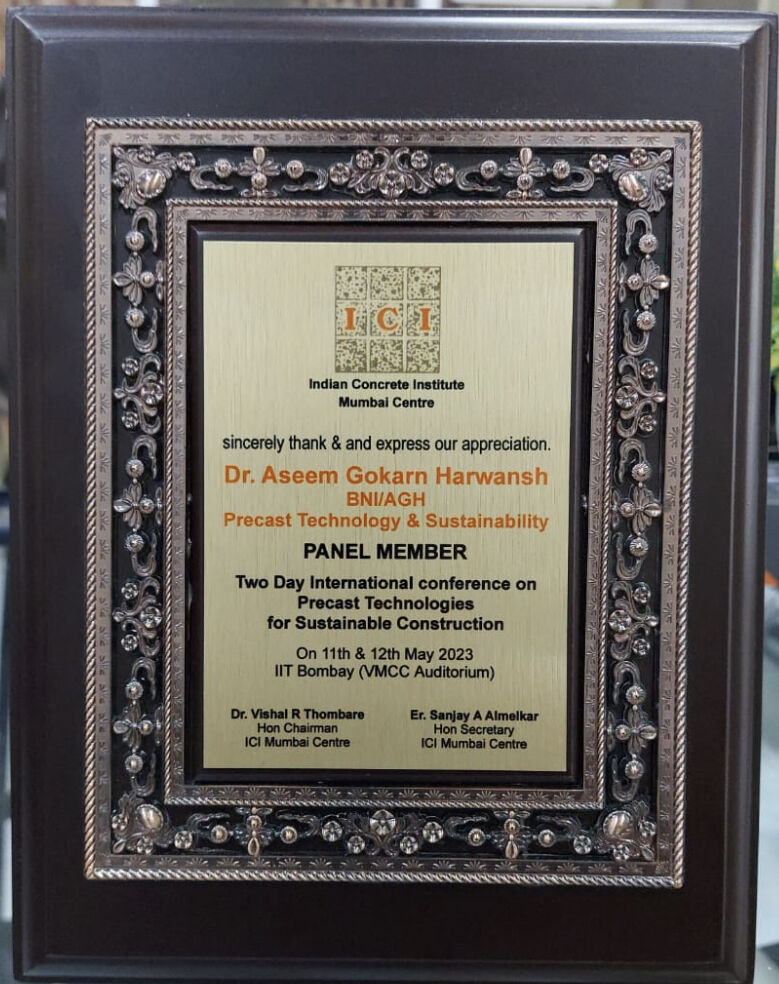 ICI
Indian Concrete Institute
Mumbai Centre
sincerely thank & and express our appreciation.
Dr. Aseem Gokarn Harwansh
BNI/AGH
Precast Technology & Sustainability
PANEL MEMBER
Two Day International conference on
Precast Technologies
for Sustainable Construction
On 11th & 12th May 2023
IIT Bombay (VMCC Auditorium)
Dr. Vishal R Thombare
Hon Chairman
ICI Mumbai Centre
Er. Sanjay A Almelkar
Hon Secretary
ICI Mumbai Centre